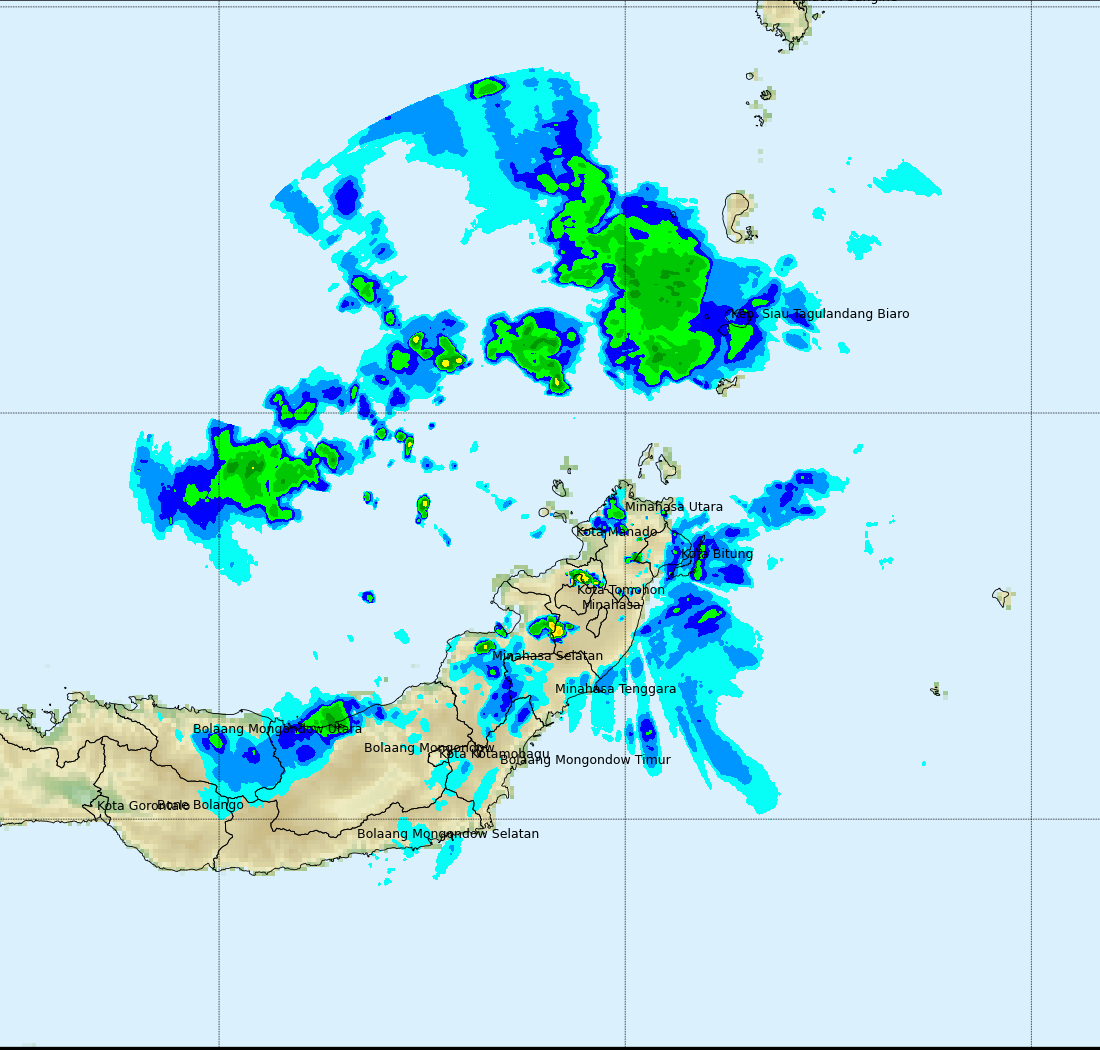 Kep. Siau Tagulandang Biaro
Minahasa Utara
Kota Manado
Kota Bitung
Kota Tomohon
Minahasa
Minahasa Selatan
Minahasa Tenggara
Bolaang Mongondow Utara
Bolaang Mongondow
Kota Kotamobagu
Bolaang Mongondow Timur
Kota Gorontalo
Bone Bolango
Bolaang Mongondow Selatan